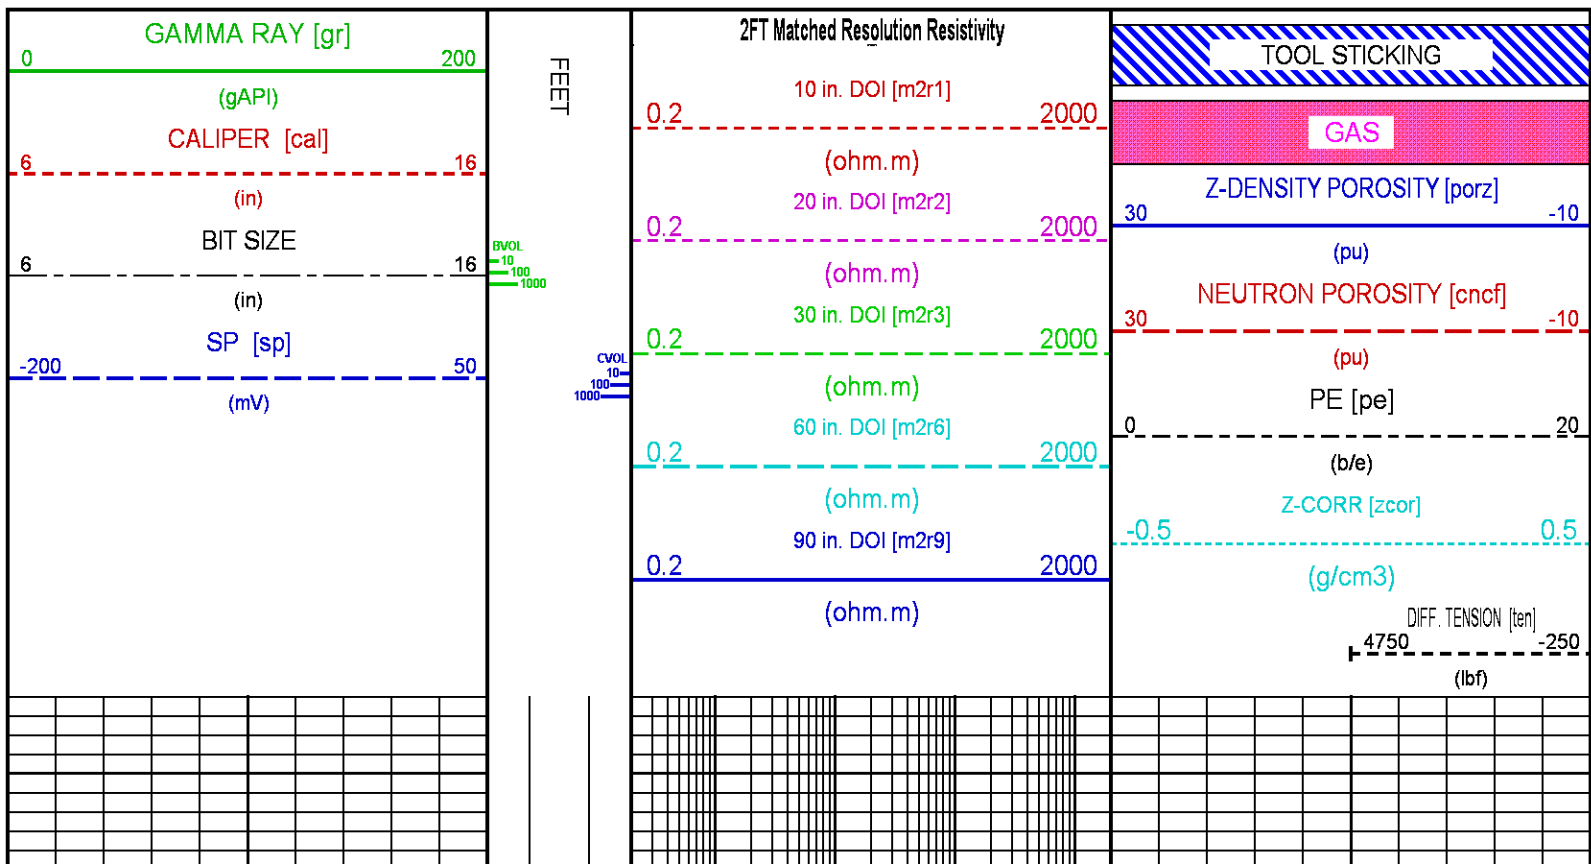 GAMMA RAY [gr]
0 200
(gAPI)
CALIPER [cal]
6 16
(in)
BIT SIZE
6 16
(in)
SP [sp]
-200 50
(mV)
FEET
BVOL
10
100
1000
CVOL
10
100
1000
2FT Matched Resolution Resistivity
10 in. DOI [m2r1]
0.2 2000
(ohm.m)
20 in. DOI [m2r2]
0.2 2000
(ohm.m)
30 in. DOI [m2r3]
0.2 2000
(ohm.m)
60 in. DOI [m2r6]
0.2 2000
(ohm.m)
90 in. DOI [m2r9]
0.2 2000
(ohm.m)
TOOL STICKING
GAS
Z-DENSITY POROSITY [porz]
30 -10
(pu)
NEUTRON POROSITY [cncf]
30 -10
(pu)
PE [pe]
0 20
(b/e)
Z-CORR [zcor]
-0.5 0.5
(g/cm3)
DIFF. TENSION [ten]
4750 -250
(lbf)